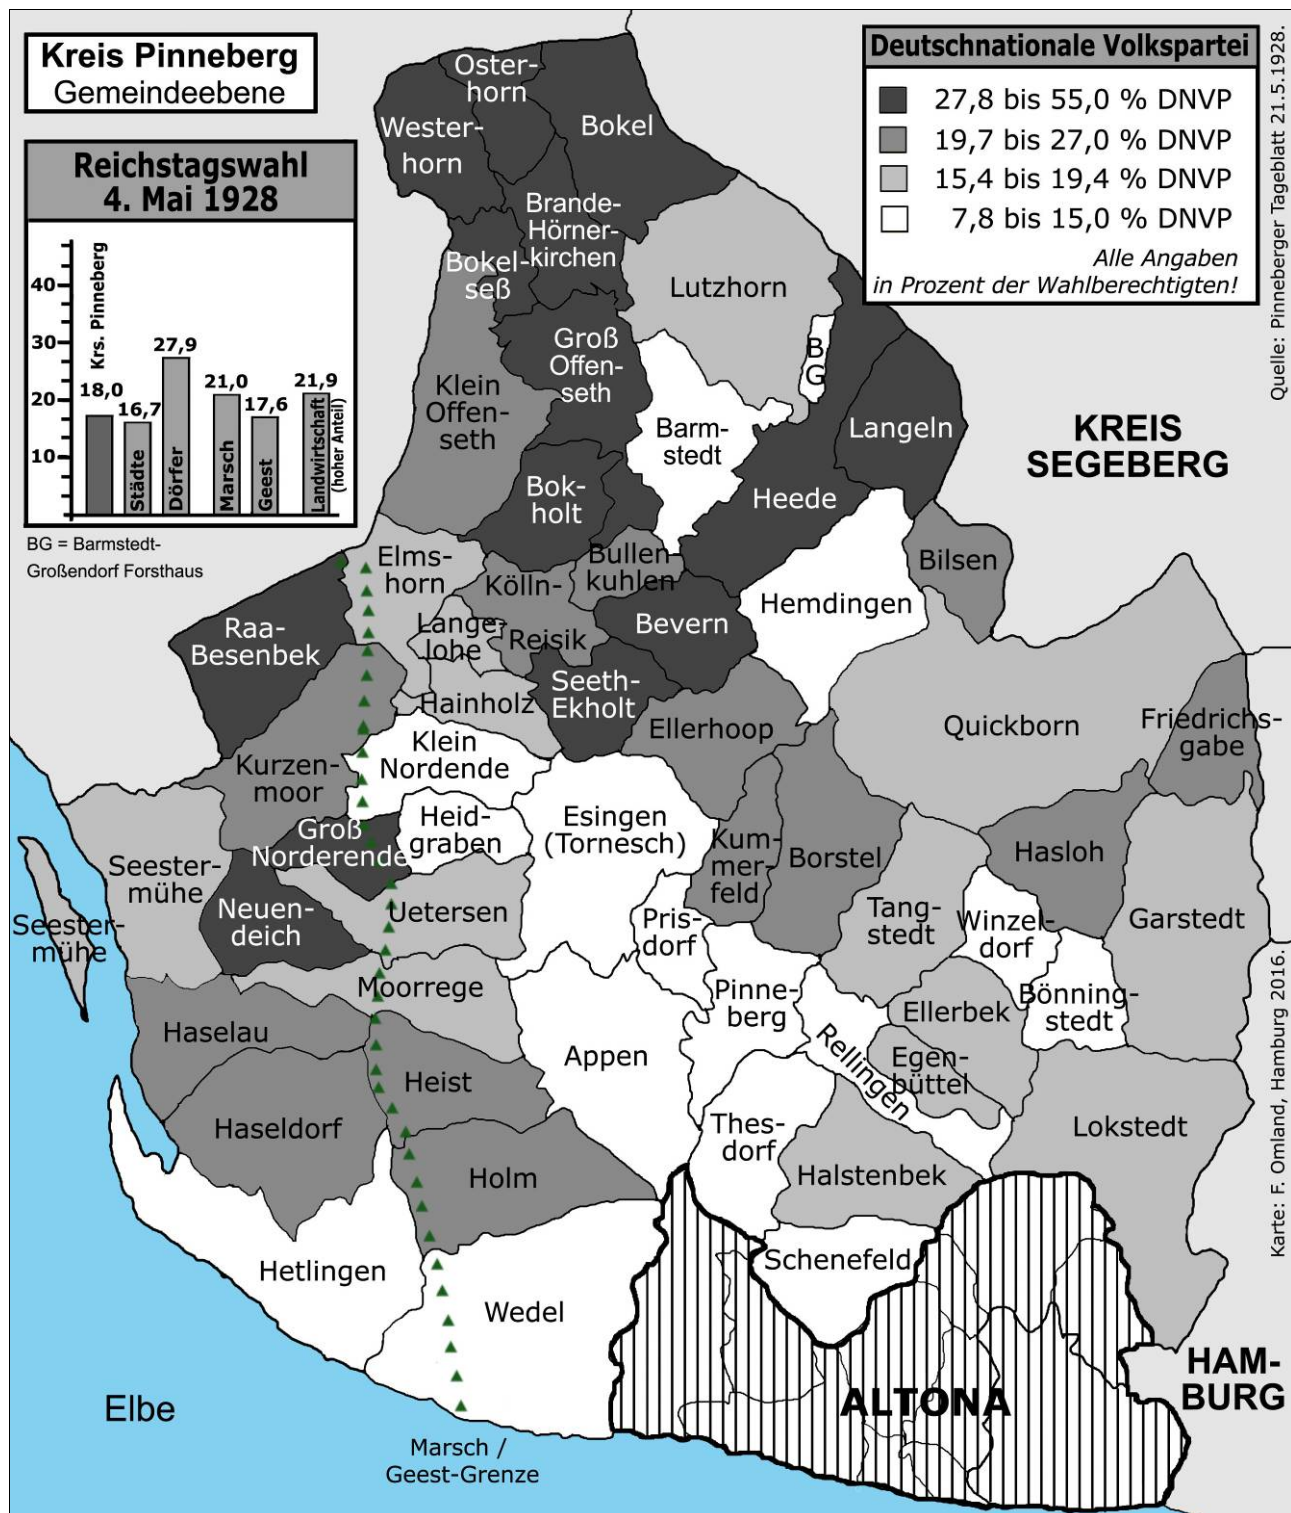 Kreis Pinneberg
Gemeindeebene
Reichstagswahl
4. Mai 1928
40
30
20
10
Krs. Pinneberg
18,0
16,7
27,9
21,0
17,6
21,9
Städte
Dörfer
Marsch
Geest
Landwirtschaft
(hoher Anteil)
BG = Barmstedt-
Großendorf Forsthaus
Deutschnationale Volkspartei
27,8 bis 55,0 % DNVP
19,7 bis 27,0 % DNVP
15,4 bis 19,4 % DNVP
7,8 bis 15,0 % DNVP
Alle Angaben
in Prozent der Wahlberechtigten!
Quelle: Pinneberger Tageblatt 21.5.1928.
Karte: F. Omland, Hamburg 2016.
Oster-
horn
Wester-
horn
Bokel
Brande-
Hörner-
kirchen
Bokel-
seß
Lutzhorn
Groß
Offen-
seth
B
G
Klein
Offen-
seth
Barm-
stedt
Langeln
KREIS
SEGEBERG
Bok-
holt
Heede
Elms-
horn
Kölln-
Reisik
Bullen-
kuhlen
Bilsen
Hemdingen
Raa-
Besenbek
Lange-
lohe
Bevern
Seeth-
Ekholt
Hainholz
Ellerhoop
Quickborn
Friedrichs-
gabe
Klein
Nordende
Kurzen-
moor
Heid-
graben
Esingen
(Tornesch)
Groß
Norderende
Kum-
mer-
feld
Borstel
Hasloh
Seester-
mühe
Seester-
mühe
Neuen-
deich
Uetersen
Pris-
dorf
Tang-
stedt
Winzel-
dorf
Garstedt
Moorrege
Pinne-
berg
Ellerbek
Bönning-
stedt
Haselau
Heist
Appen
Rellingen
Egen-
büttel
Haseldorf
Holm
Thes-
dorf
Halstenbek
Lokstedt
Hetlingen
Wedel
Schenefeld
ALTONA
HAM-
BURG
Elbe
Marsch /
Geest-Grenze